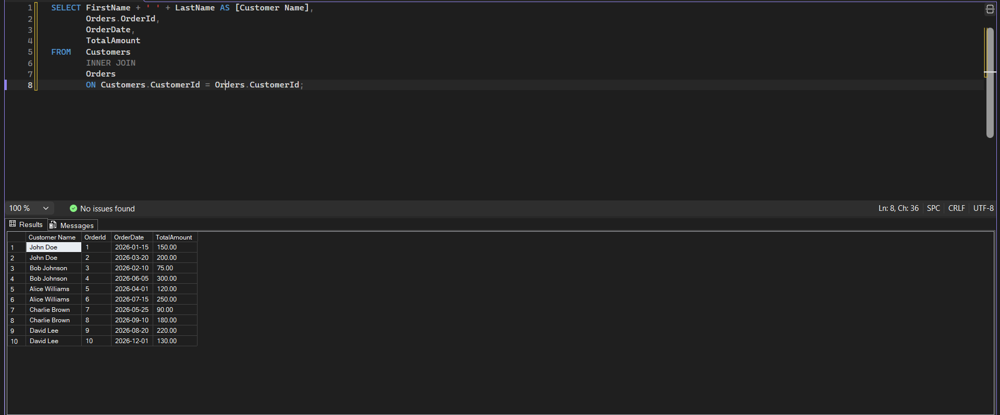 1 SELECT FirstName + ' ' + LastName AS [Customer Name],
2 Orders.OrderId,
3 OrderDate,
4 TotalAmount
5 FROM Customers
6 INNER JOIN
7 Orders
8 ON Customers.CustomerId = Orders.CustomerId;
100 % No issues found Ln: 8, Ch: 36 SPC CRLF UTF-8
Results Messages
Customer Name OrderId OrderDate TotalAmount
1 John Doe 1 2026-01-15 150.00
2 John Doe 2 2026-03-20 200.00
3 Bob Johnson 3 2026-02-10 75.00
4 Bob Johnson 4 2026-06-05 300.00
5 Alice Williams 5 2026-04-01 120.00
6 Alice Williams 6 2026-07-15 250.00
7 Charlie Brown 7 2026-05-25 90.00
8 Charlie Brown 8 2026-09-10 180.00
9 David Lee 9 2026-08-20 220.00
10 David Lee 10 2026-12-01 130.00